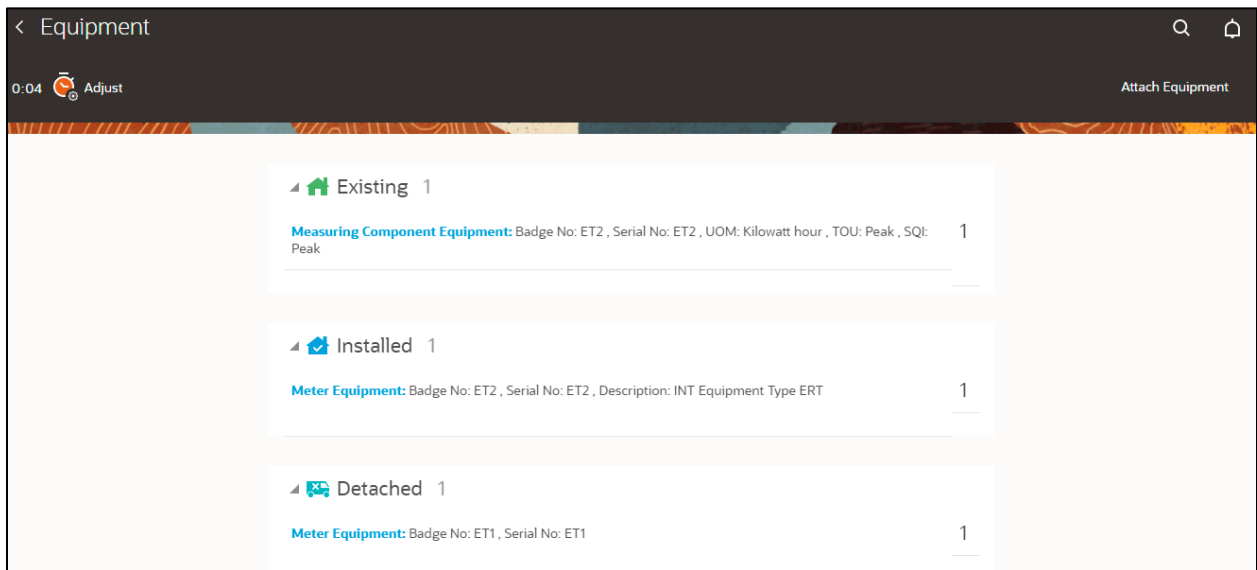 Equipment
0:04 Adjust Attach Equipment
Existing 1
Measuring Component Equipment: Badge No: ET2 , Serial No: ET2 , UOM: Kilowatt hour , TOU: Peak , SQI: 1
Peak
Installed 1
Meter Equipment: Badge No: ET2 , Serial No: ET2 , Description: INT Equipment Type ERT 1
Detached 1
Meter Equipment: Badge No: ET1 , Serial No: ET1 1